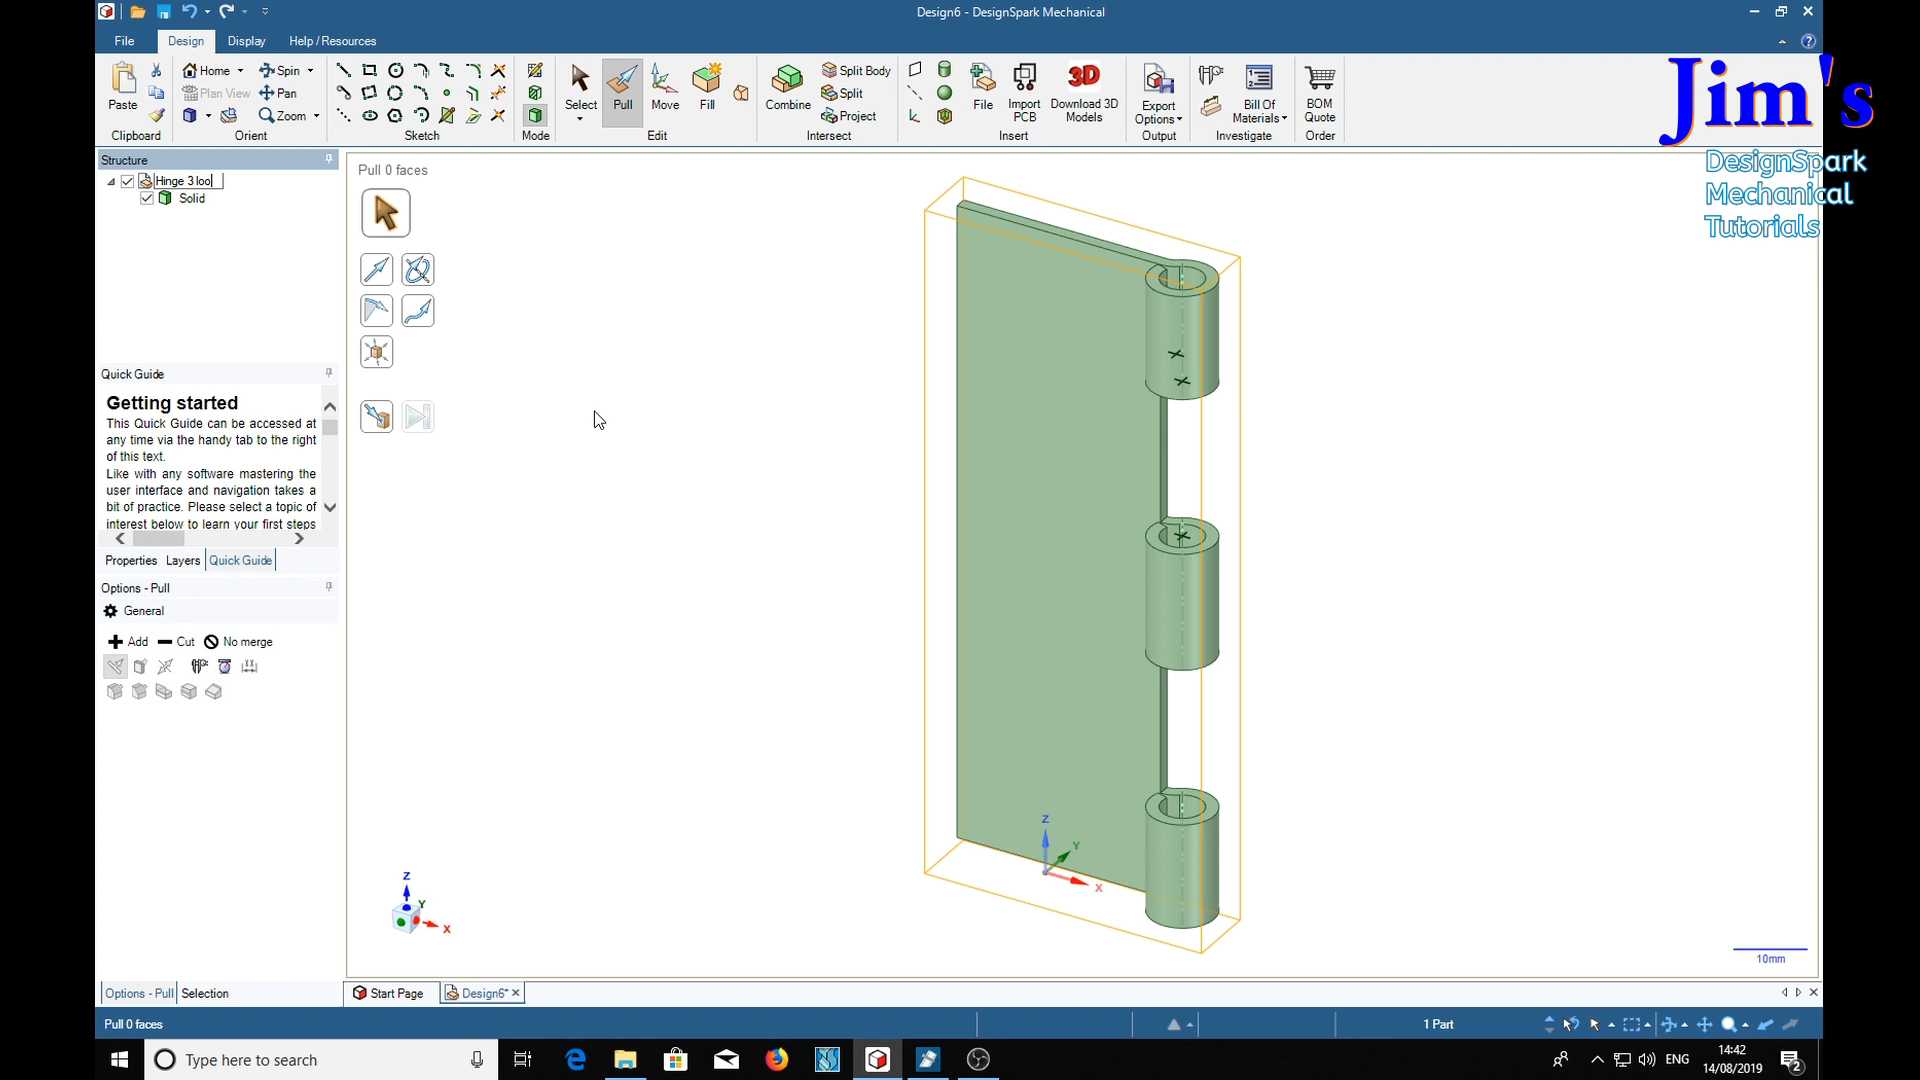 Design6 - DesignSpark Mechanical
File Design Display Help / Resources
Paste
Clipboard
Home
Plan View
Spin
Pan
Zoom
Orient
Sketch
Mode
Select
Pull
Move
Fill
Edit
Combine
Split Body
Split
Project
Intersect
File
Import PCB
3D
Download 3D Models
Insert
Export Options
Output
Bill Of Materials
Investigate
BOM Quote
Order
Jim's
DesignSpark
Mechanical
Tutorials
Structure
Hinge 3 loo
Solid
Pull 0 faces
Quick Guide
Getting started
This Quick Guide can be accessed at
any time via the handy tab to the right
of this text.
Like with any software mastering the
user interface and navigation takes a
bit of practice. Please select a topic of
interest below to learn your first steps
Properties Layers Quick Guide
Options - Pull
General
Add Cut No merge
Z
Y
X
Z
Y
X
10mm
Options - Pull Selection
Start Page Design6*
Pull 0 faces
1 Part
Type here to search
ENG
14:42
14/08/2019
2